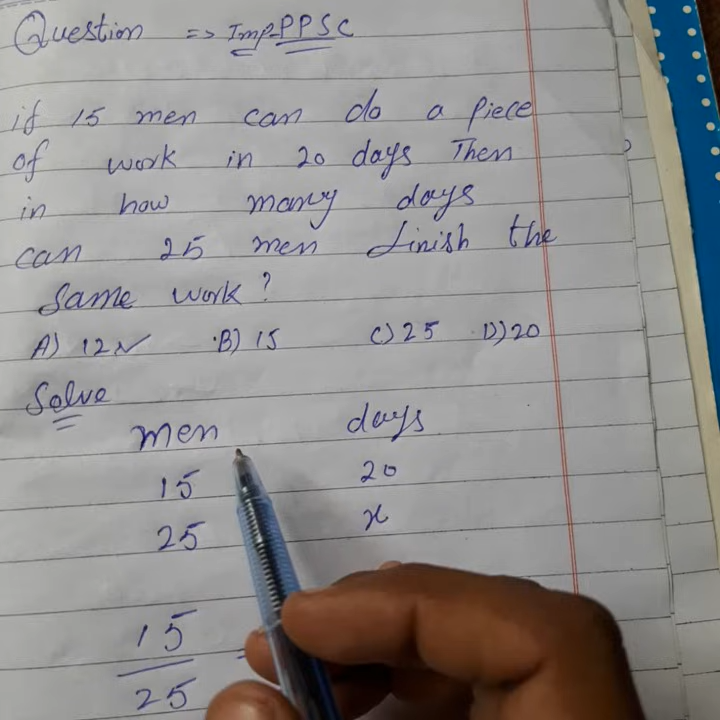 Question => Imp-PPSC
if 15 men can do a piece
of work in 20 days Then
in how many days
can 25 men finish the
same work?
A) 12 ✓ B) 15 C) 25 D) 20
Solve
men days
15 20
25 x
15
25